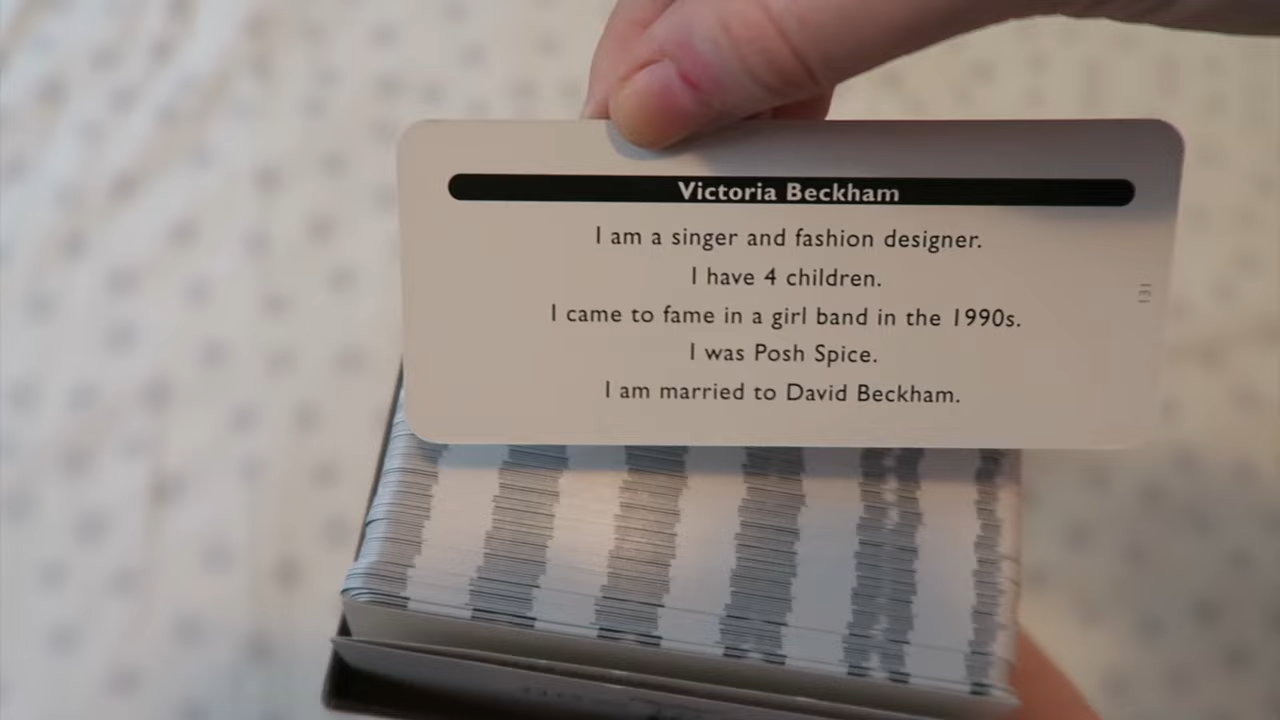 Victoria Beckham
I am a singer and fashion designer.
I have 4 children.
I came to fame in a girl band in the 1990s.
I was Posh Spice.
I am married to David Beckham.